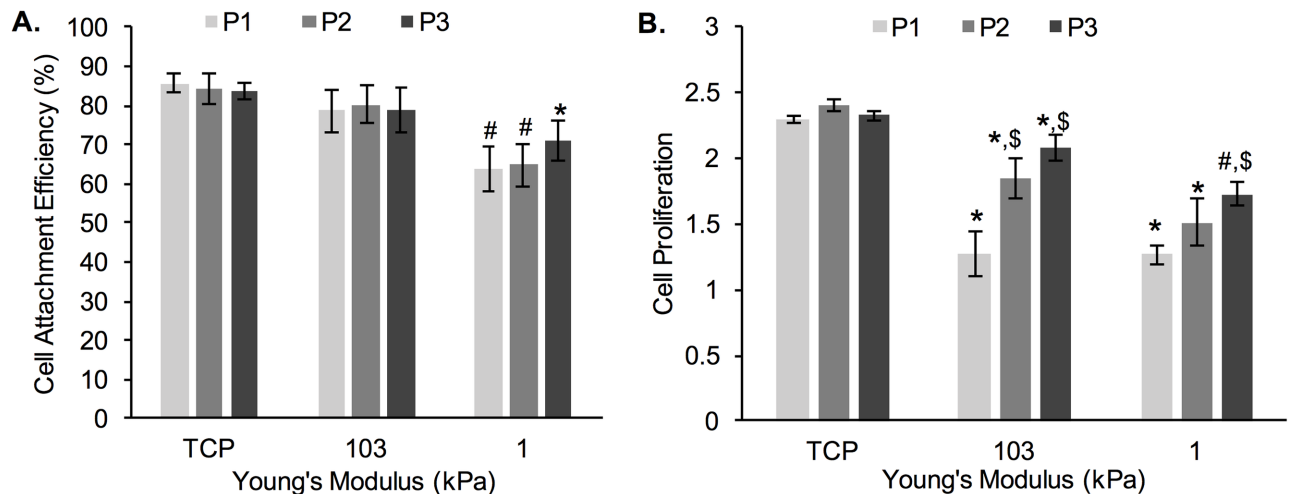 A.
P1 P2 P3
Cell Attachment Efficiency (%)
100
90
80
70
60
50
40
30
20
10
0
# # *
TCP 103 1
Young's Modulus (kPa)
B.
P1 P2 P3
Cell Proliferation
3
2.5
2
1.5
1
0.5
0
* *,$ *,$
* * #,$
TCP 103 1
Young's Modulus (kPa)